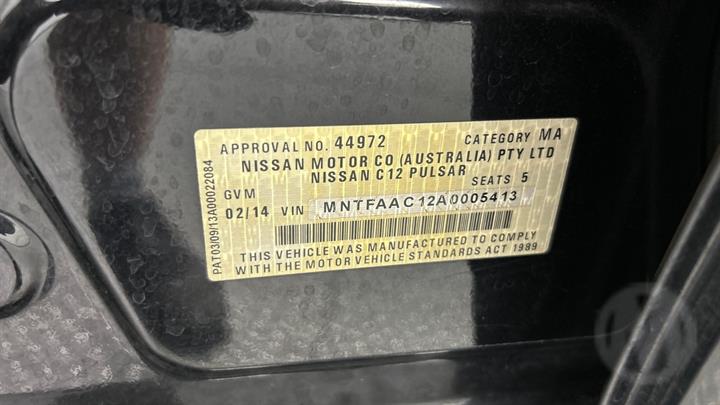 APPROVAL NO. 44972 CATEGORY MA
NISSAN MOTOR CO (AUSTRALIA) PTY LTD
NISSAN C12 PULSAR
GVM SEATS 5
02/14 VIN MNTFAAC12A0005413
THIS VEHICLE WAS MANUFACTURED TO COMPLY
WITH THE MOTOR VEHICLE STANDARDS ACT 1989
PAT03/09/13A00022084